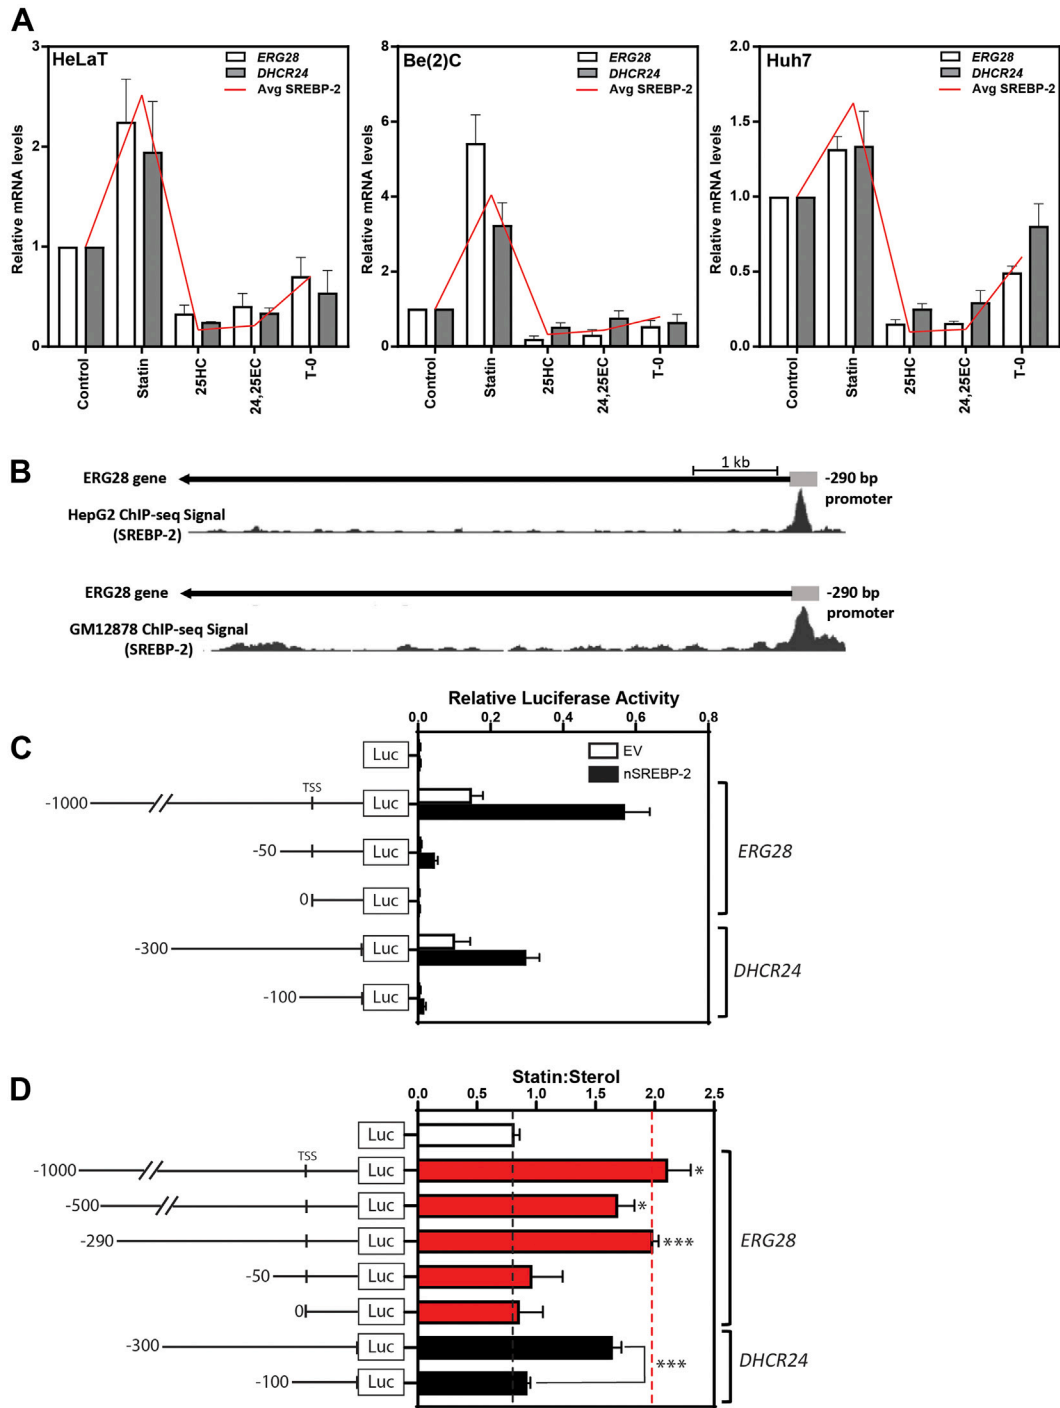 A
HeLaT
ERG28
DHCR24
Avg SREBP-2
Relative mRNA levels
3
2
1
0
Control
Statin
25HC
24,25EC
T-0
Be(2)C
ERG28
DHCR24
Avg SREBP-2
Relative mRNA levels
8
6
4
2
0
Control
Statin
25HC
24,25EC
T-0
Huh7
ERG28
DHCR24
Avg SREBP-2
Relative mRNA levels
2.0
1.5
1.0
0.5
0.0
Control
Statin
25HC
24,25EC
T-0
B
1 kb
ERG28 gene
-290 bp
promoter
HepG2 ChIP-seq Signal
(SREBP-2)
ERG28 gene
-290 bp
promoter
GM12878 ChIP-seq Signal
(SREBP-2)
C
Relative Luciferase Activity
0.0 0.2 0.4 0.6 0.8
EV
nSREBP-2
Luc
TSS
-1000 Luc
-50 Luc
0 Luc
ERG28
-300 Luc
-100 Luc
DHCR24
D
Statin:Sterol
0.0 0.5 1.0 1.5 2.0 2.5
Luc
TSS
-1000 Luc *
-500 Luc *
-290 Luc ***
-50 Luc
0 Luc
ERG28
-300 Luc
***
-100 Luc
DHCR24